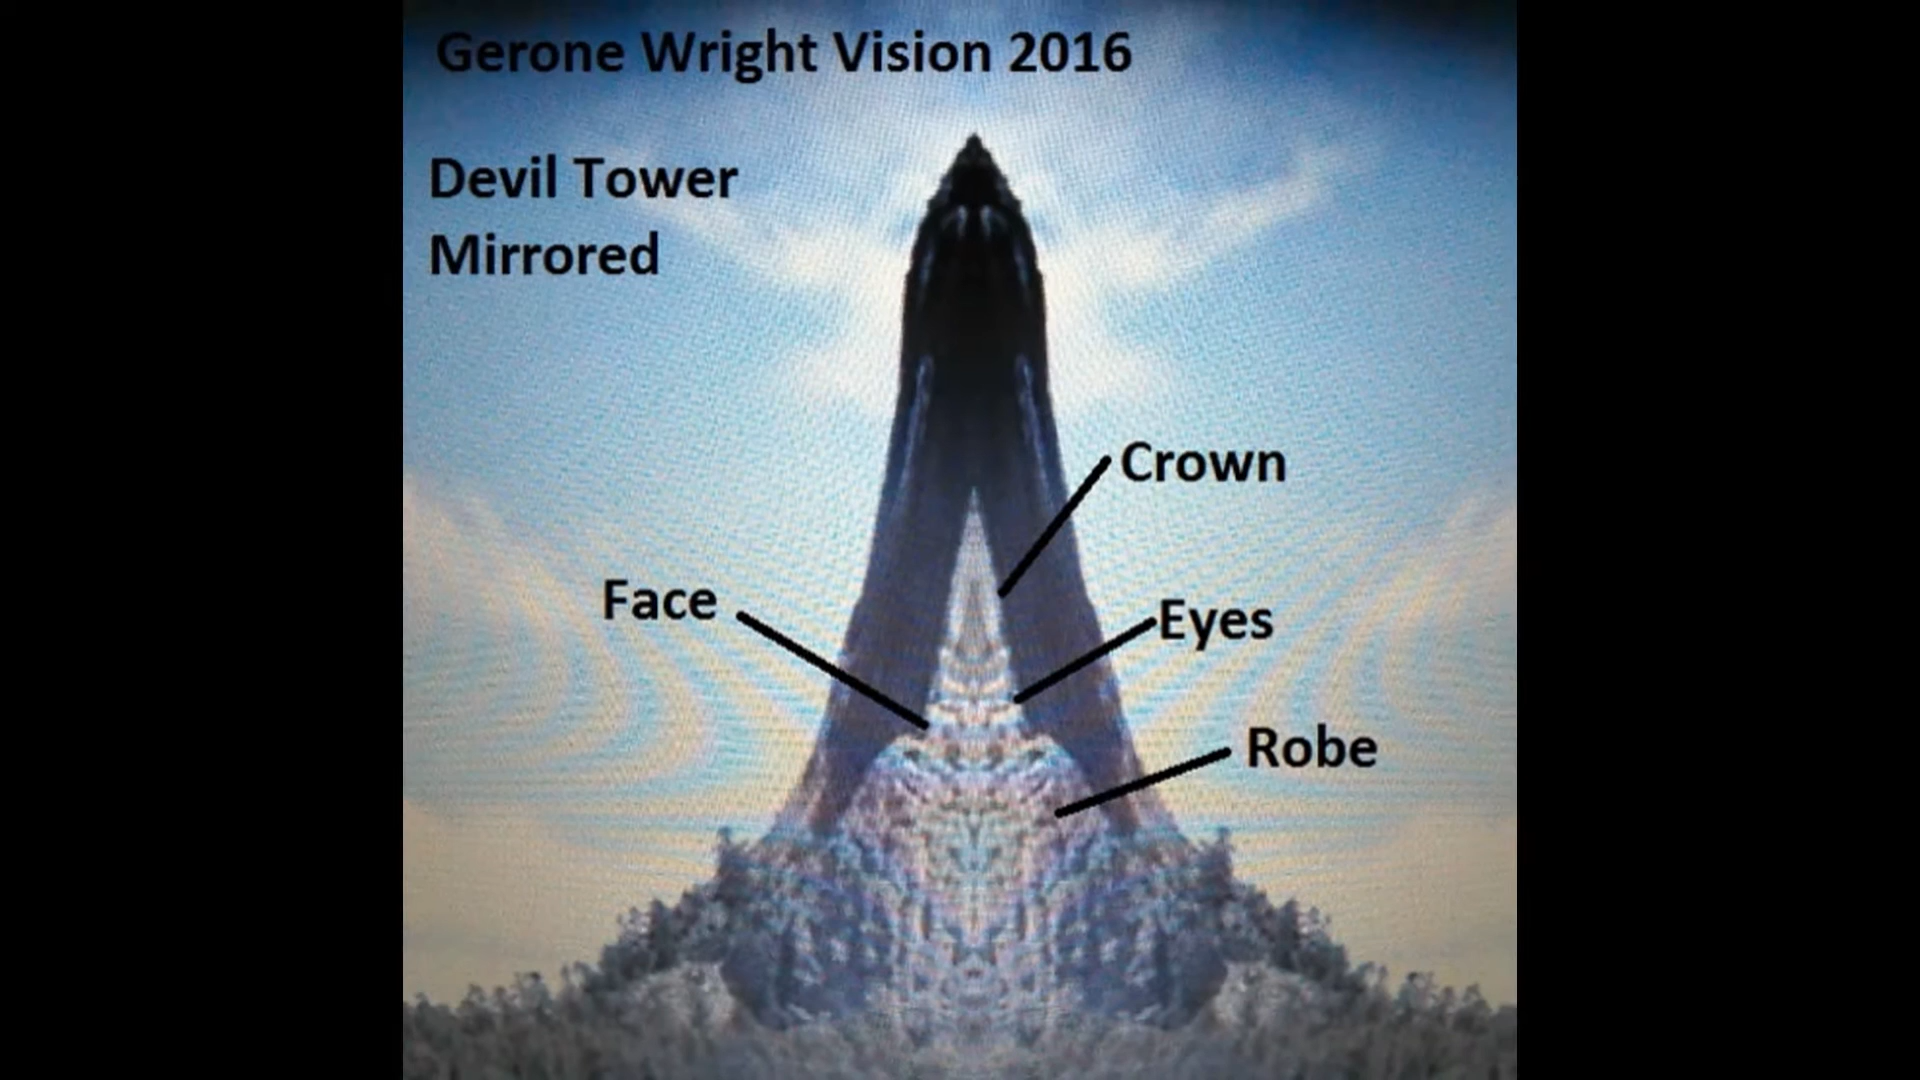 Gerone Wright Vision 2016
Devil Tower
Mirrored
Crown
Face
Eyes
Robe